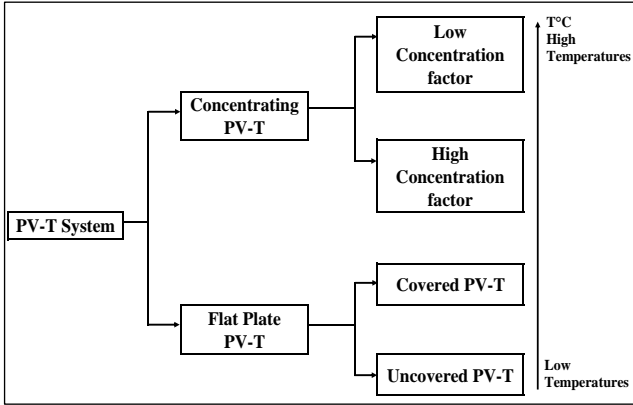 Low
Concentration
factor
T°C
High
Temperatures
Concentrating
PV-T
High
Concentration
factor
PV-T System
Covered PV-T
Flat Plate
PV-T
Uncovered PV-T
Low
Temperatures